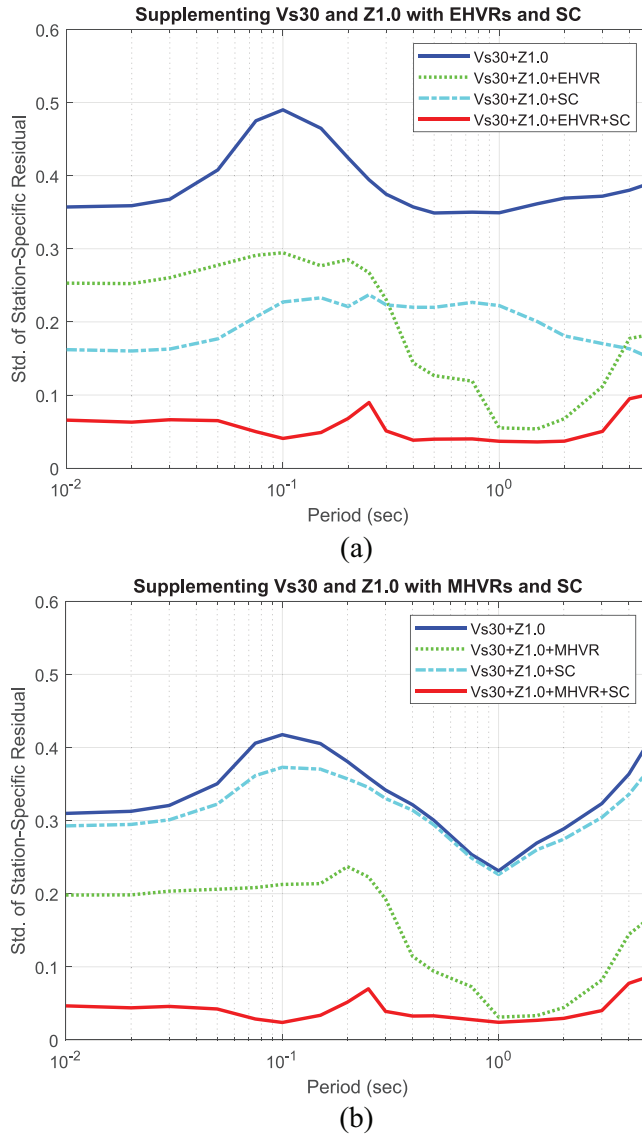 Supplementing Vs30 and Z1.0 with EHVRs and SC
0.6
Vs30+Z1.0
Vs30+Z1.0+EHVR
0.5
Vs30+Z1.0+SC
Vs30+Z1.0+EHVR+SC
0.4
0.3
0.2
0.1
0
Std. of Station-Specific Residual
10-2
10-1
100
Period (sec)
(a)
Supplementing Vs30 and Z1.0 with MHVRs and SC
0.6
Vs30+Z1.0
Vs30+Z1.0+MHVR
0.5
Vs30+Z1.0+SC
Vs30+Z1.0+MHVR+SC
0.4
0.3
0.2
0.1
0
Std. of Station-Specific Residual
10-2
10-1
100
Period (sec)
(b)